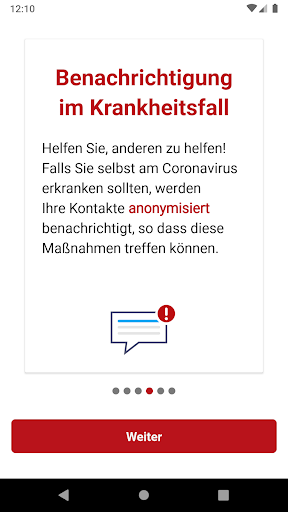 12:10
Benachrichtigung
im Krankheitsfall
Helfen Sie, anderen zu helfen!
Falls Sie selbst am Coronavirus
erkranken sollten, werden
Ihre Kontakte anonymisiert
benachrichtigt, so dass diese
Maßnahmen treffen können.
Weiter